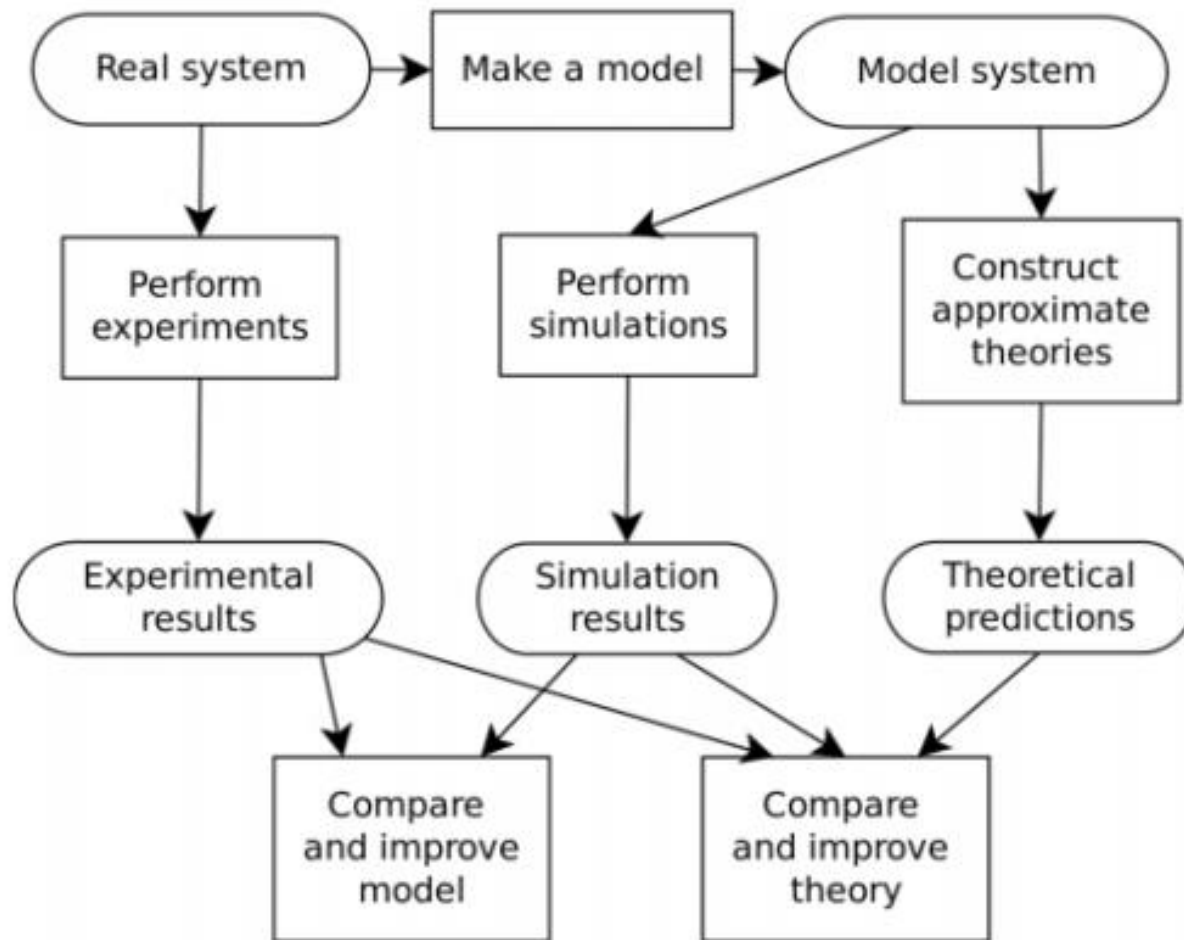 Real system
Make a model
Model system
Perform
experiments
Perform
simulations
Construct
approximate
theories
Experimental
results
Simulation
results
Theoretical
predictions
Compare
and improve
model
Compare
and improve
theory